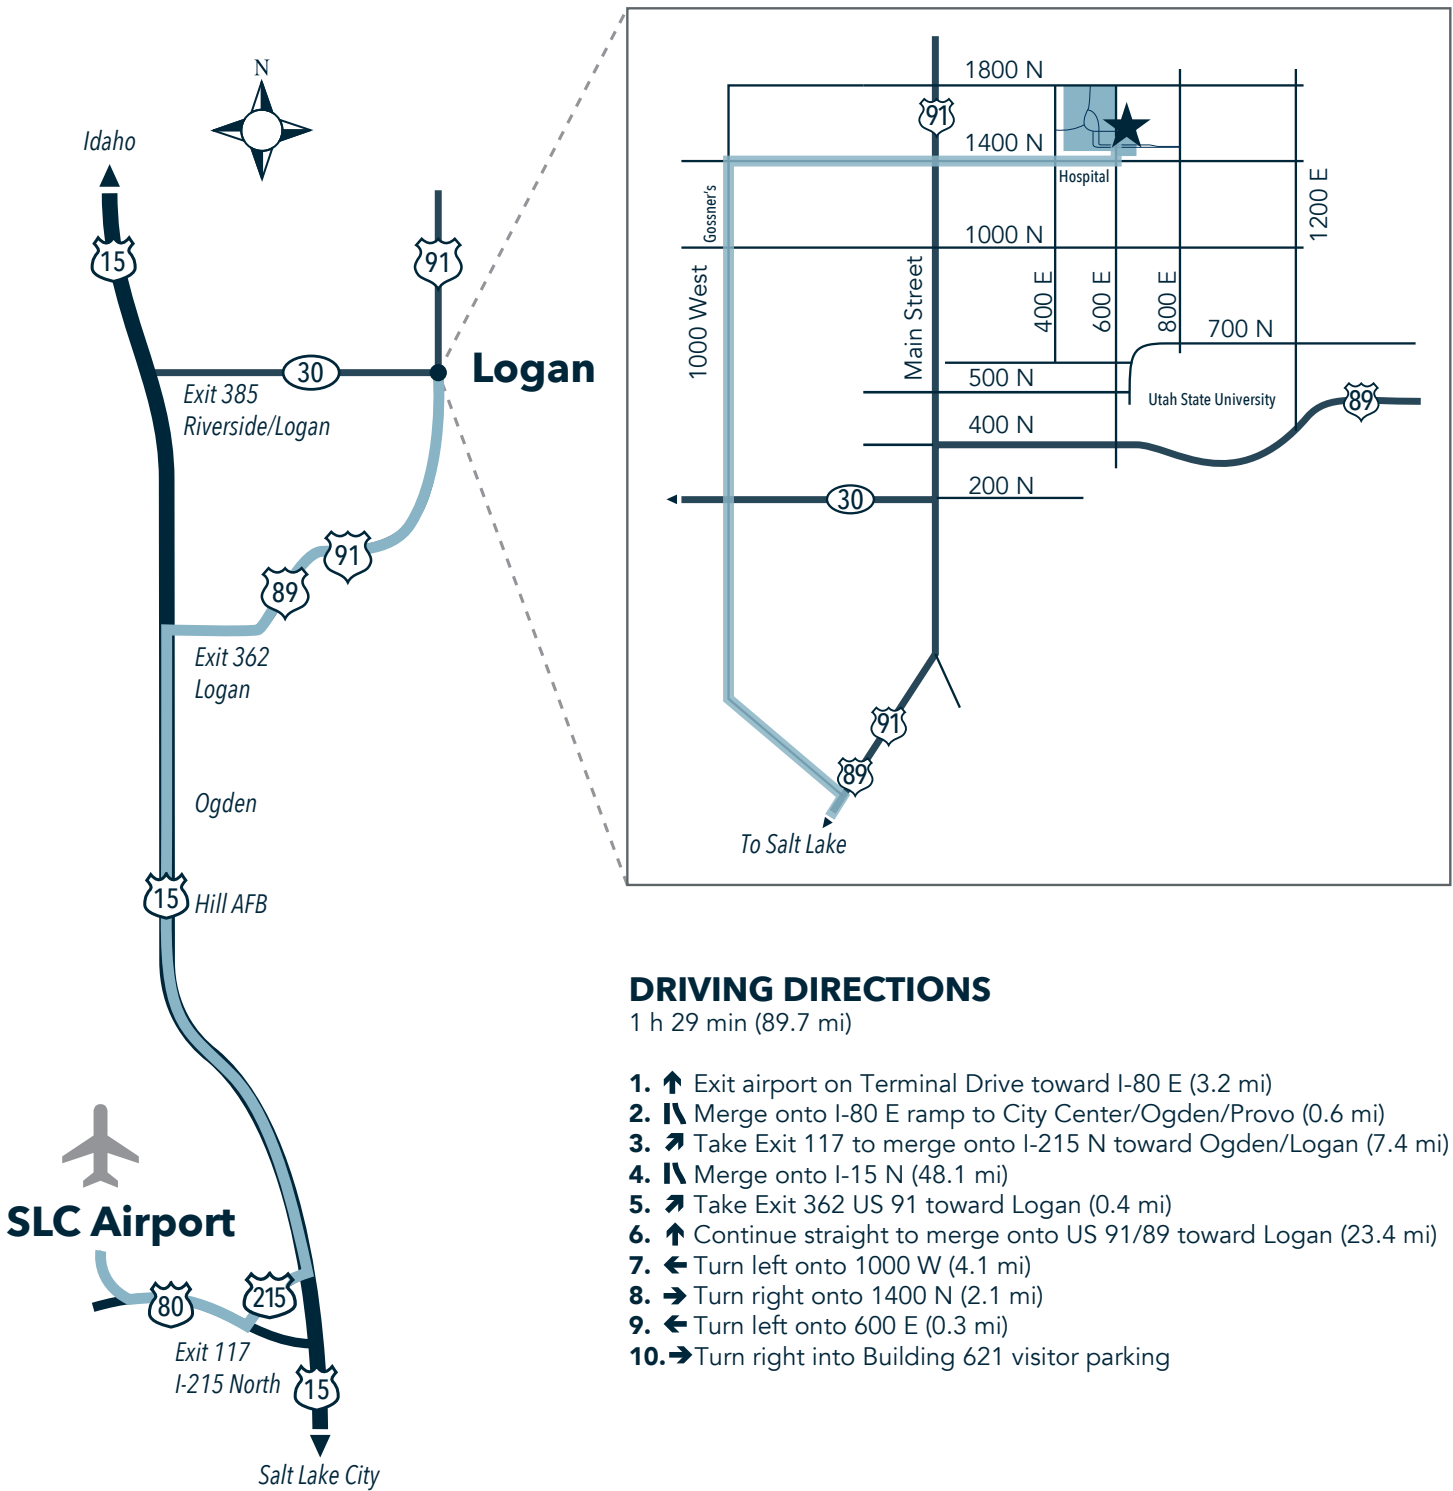 N
Idaho
15
91
30
Logan
Exit 385
Riverside/Logan
91
89
Exit 362
Logan
Ogden
15
Hill AFB
SLC Airport
80
215
Exit 117
I-215 North
15
Salt Lake City
1800 N
91
1400 N
Hospital
Gossner's
1200 E
1000 N
1000 West
Main Street
400 E
600 E
800 E
700 N
500 N
Utah State University
89
400 N
200 N
30
91
89
To Salt Lake
DRIVING DIRECTIONS
1 h 29 min (89.7 mi)
1. Exit airport on Terminal Drive toward I-80 E (3.2 mi)
2. Merge onto I-80 E ramp to City Center/Ogden/Provo (0.6 mi)
3. Take Exit 117 to merge onto I-215 N toward Ogden/Logan (7.4 mi)
4. Merge onto I-15 N (48.1 mi)
5. Take Exit 362 US 91 toward Logan (0.4 mi)
6. Continue straight to merge onto US 91/89 toward Logan (23.4 mi)
7. Turn left onto 1000 W (4.1 mi)
8. Turn right onto 1400 N (2.1 mi)
9. Turn left onto 600 E (0.3 mi)
10. Turn right into Building 621 visitor parking